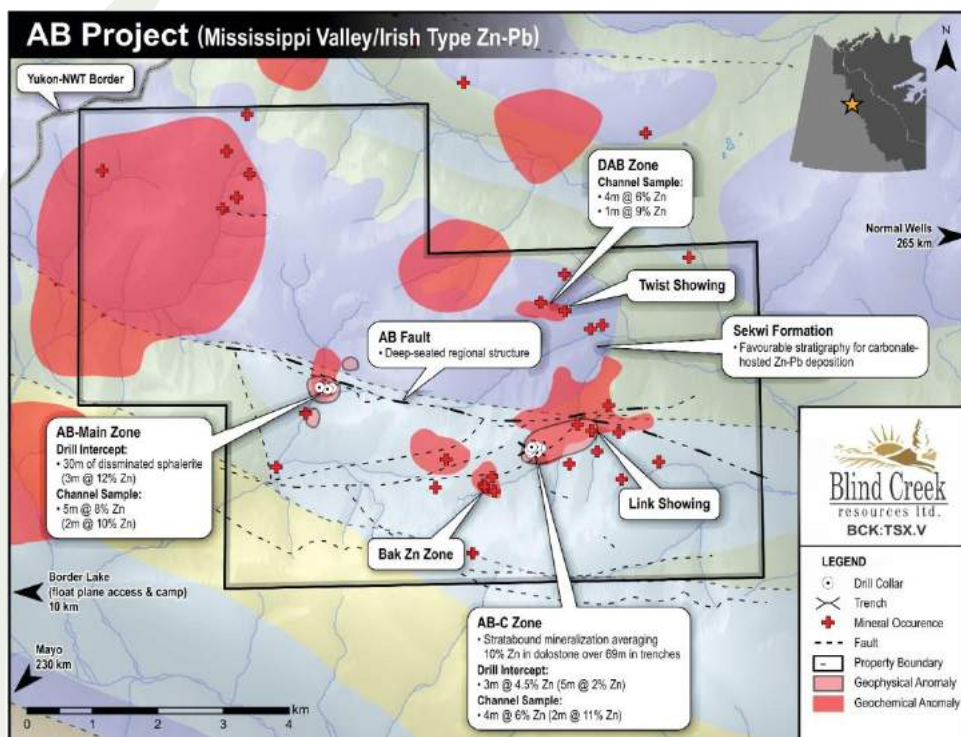 AB Project (Mississippi Valley/Irish Type Zn-Pb)
N
Yukon-NWT Border
DAB Zone
Channel Sample:
• 4m @ 6% Zn
• 1m @ 9% Zn
Normal Wells
265 km
Twist Showing
AB Fault
• Deep-seated regional structure
Sekwi Formation
• Favourable stratigraphy for carbonate-
hosted Zn-Pb deposition
AB-Main Zone
Drill Intercept:
• 30m of dissminated sphalerite
(3m @ 12% Zn)
Channel Sample:
• 5m @ 8% Zn
(2m @ 10% Zn)
Link Showing
Bak Zn Zone
Border Lake
(float plane access & camp)
10 km
Mayo
230 km
AB-C Zone
• Stratabound mineralization averaging
10% Zn in dolostone over 69m in trenches
Drill Intercept:
• 3m @ 4.5% Zn (5m @ 2% Zn)
Channel Sample:
• 4m @ 6% Zn (2m @ 11% Zn)
km
0 1 2 3 4
Blind Creek
resources ltd.
BCK:TSX.V
LEGEND
Drill Collar
Trench
Mineral Occurence
Fault
Property Boundary
Geophysical Anomaly
Geochemical Anomaly